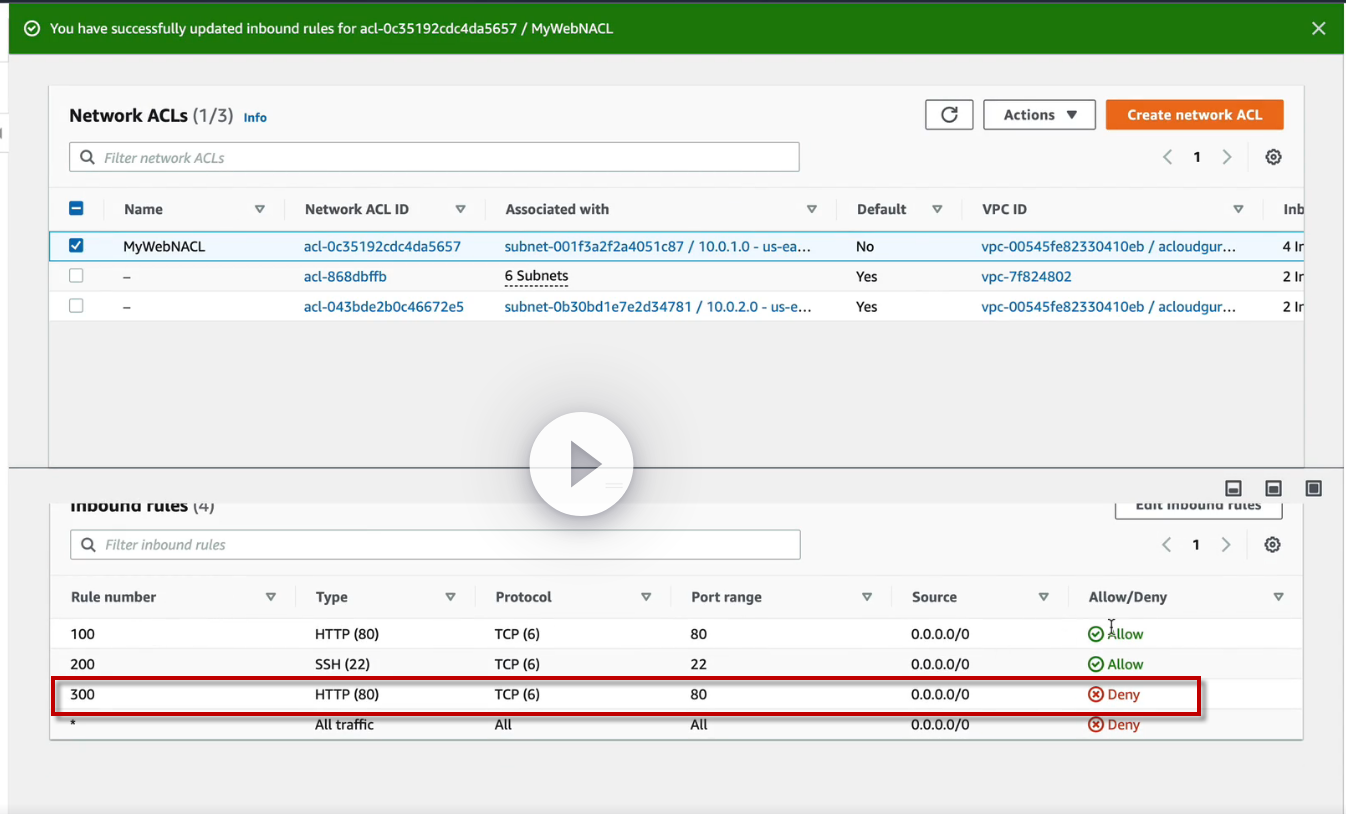 You have successfully updated inbound rules for acl-0c35192cdc4da5657 / MyWebNACL
Network ACLs (1/3) Info
Actions
Create network ACL
Filter network ACLs
1
Name Network ACL ID Associated with Default VPC ID Inb
MyWebNACL acl-0c35192cdc4da5657 subnet-001f3a2f2a4051c87 / 10.0.1.0 - us-ea... No vpc-00545fe82330410eb / acloudgur... 4 In
– acl-868dbffb 6 Subnets Yes vpc-7f824802 2 In
– acl-043bde2b0c46672e5 subnet-0b30bd1e7e2d34781 / 10.0.2.0 - us-e... Yes vpc-00545fe82330410eb / acloudgur... 2 In
Inbound rules (4)
Edit inbound rules
Filter inbound rules
1
Rule number Type Protocol Port range Source Allow/Deny
100 HTTP (80) TCP (6) 80 0.0.0.0/0 Allow
200 SSH (22) TCP (6) 22 0.0.0.0/0 Allow
300 HTTP (80) TCP (6) 80 0.0.0.0/0 Deny
* All traffic All All 0.0.0.0/0 Deny